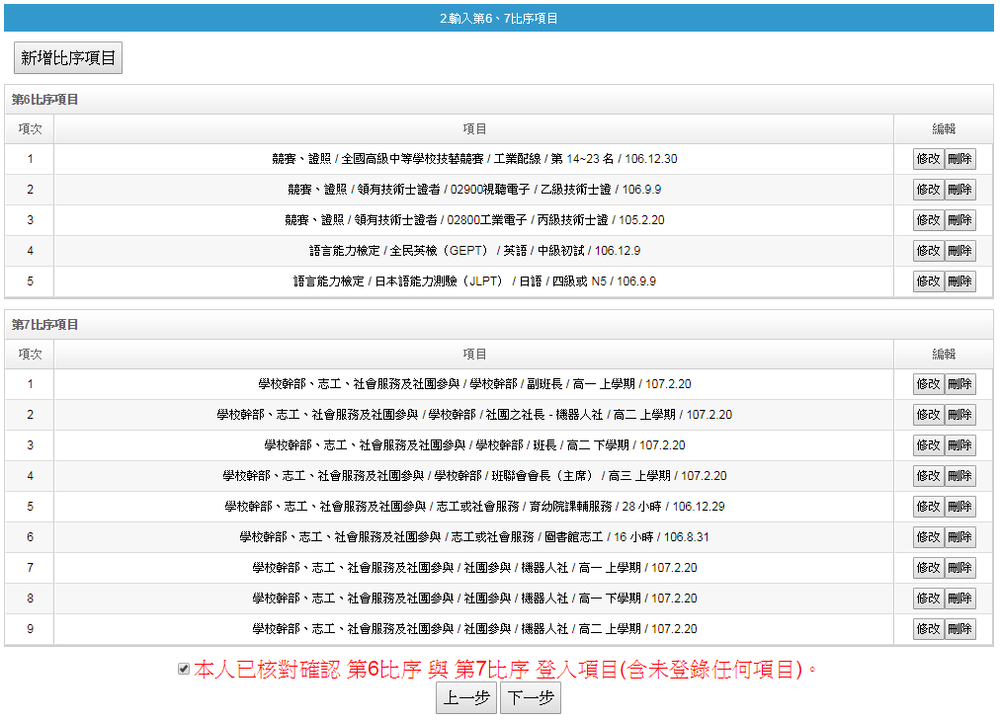 2.輸入第6、7比序項目
新增比序項目
第6比序項目
項次 項目 編輯
1 競賽、證照 / 全國高級中等學校技藝競賽 / 工業配線 / 第 14~23 名 / 106.12.30 修改 刪除
2 競賽、證照 / 領有技術士證者 / 02900視聽電子 / 乙級技術士證 / 106.9.9 修改 刪除
3 競賽、證照 / 領有技術士證者 / 02800工業電子 / 丙級技術士證 / 105.2.20 修改 刪除
4 語言能力檢定 / 全民英檢（GEPT） / 英語 / 中級初試 / 106.12.9 修改 刪除
5 語言能力檢定 / 日本語能力測驗（JLPT） / 日語 / 四級或 N5 / 106.9.9 修改 刪除
第7比序項目
項次 項目 編輯
1 學校幹部、志工、社會服務及社團參與 / 學校幹部 / 副班長 / 高一 上學期 / 107.2.20 修改 刪除
2 學校幹部、志工、社會服務及社團參與 / 學校幹部 / 社團之社長 - 機器人社 / 高二 上學期 / 107.2.20 修改 刪除
3 學校幹部、志工、社會服務及社團參與 / 學校幹部 / 班長 / 高二 下學期 / 107.2.20 修改 刪除
4 學校幹部、志工、社會服務及社團參與 / 學校幹部 / 班聯會會長（主席） / 高三 上學期 / 107.2.20 修改 刪除
5 學校幹部、志工、社會服務及社團參與 / 志工或社會服務 / 育幼院課輔服務 / 28 小時 / 106.12.29 修改 刪除
6 學校幹部、志工、社會服務及社團參與 / 志工或社會服務 / 圖書館志工 / 16 小時 / 106.8.31 修改 刪除
7 學校幹部、志工、社會服務及社團參與 / 社團參與 / 機器人社 / 高一 上學期 / 107.2.20 修改 刪除
8 學校幹部、志工、社會服務及社團參與 / 社團參與 / 機器人社 / 高一 下學期 / 107.2.20 修改 刪除
9 學校幹部、志工、社會服務及社團參與 / 社團參與 / 機器人社 / 高二 上學期 / 107.2.20 修改 刪除
本人已核對確認 第6比序 與 第7比序 登入項目(含未登錄任何項目)。
上一步 下一步